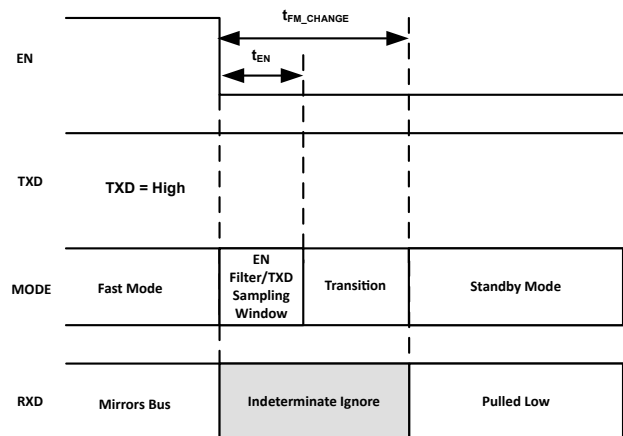 tFM_CHANGE
EN
tEN
TXD
TXD = High
MODE
Fast Mode
EN
Filter/TXD
Sampling
Window
Transition
Standby Mode
RXD
Mirrors Bus
Indeterminate Ignore
Pulled Low